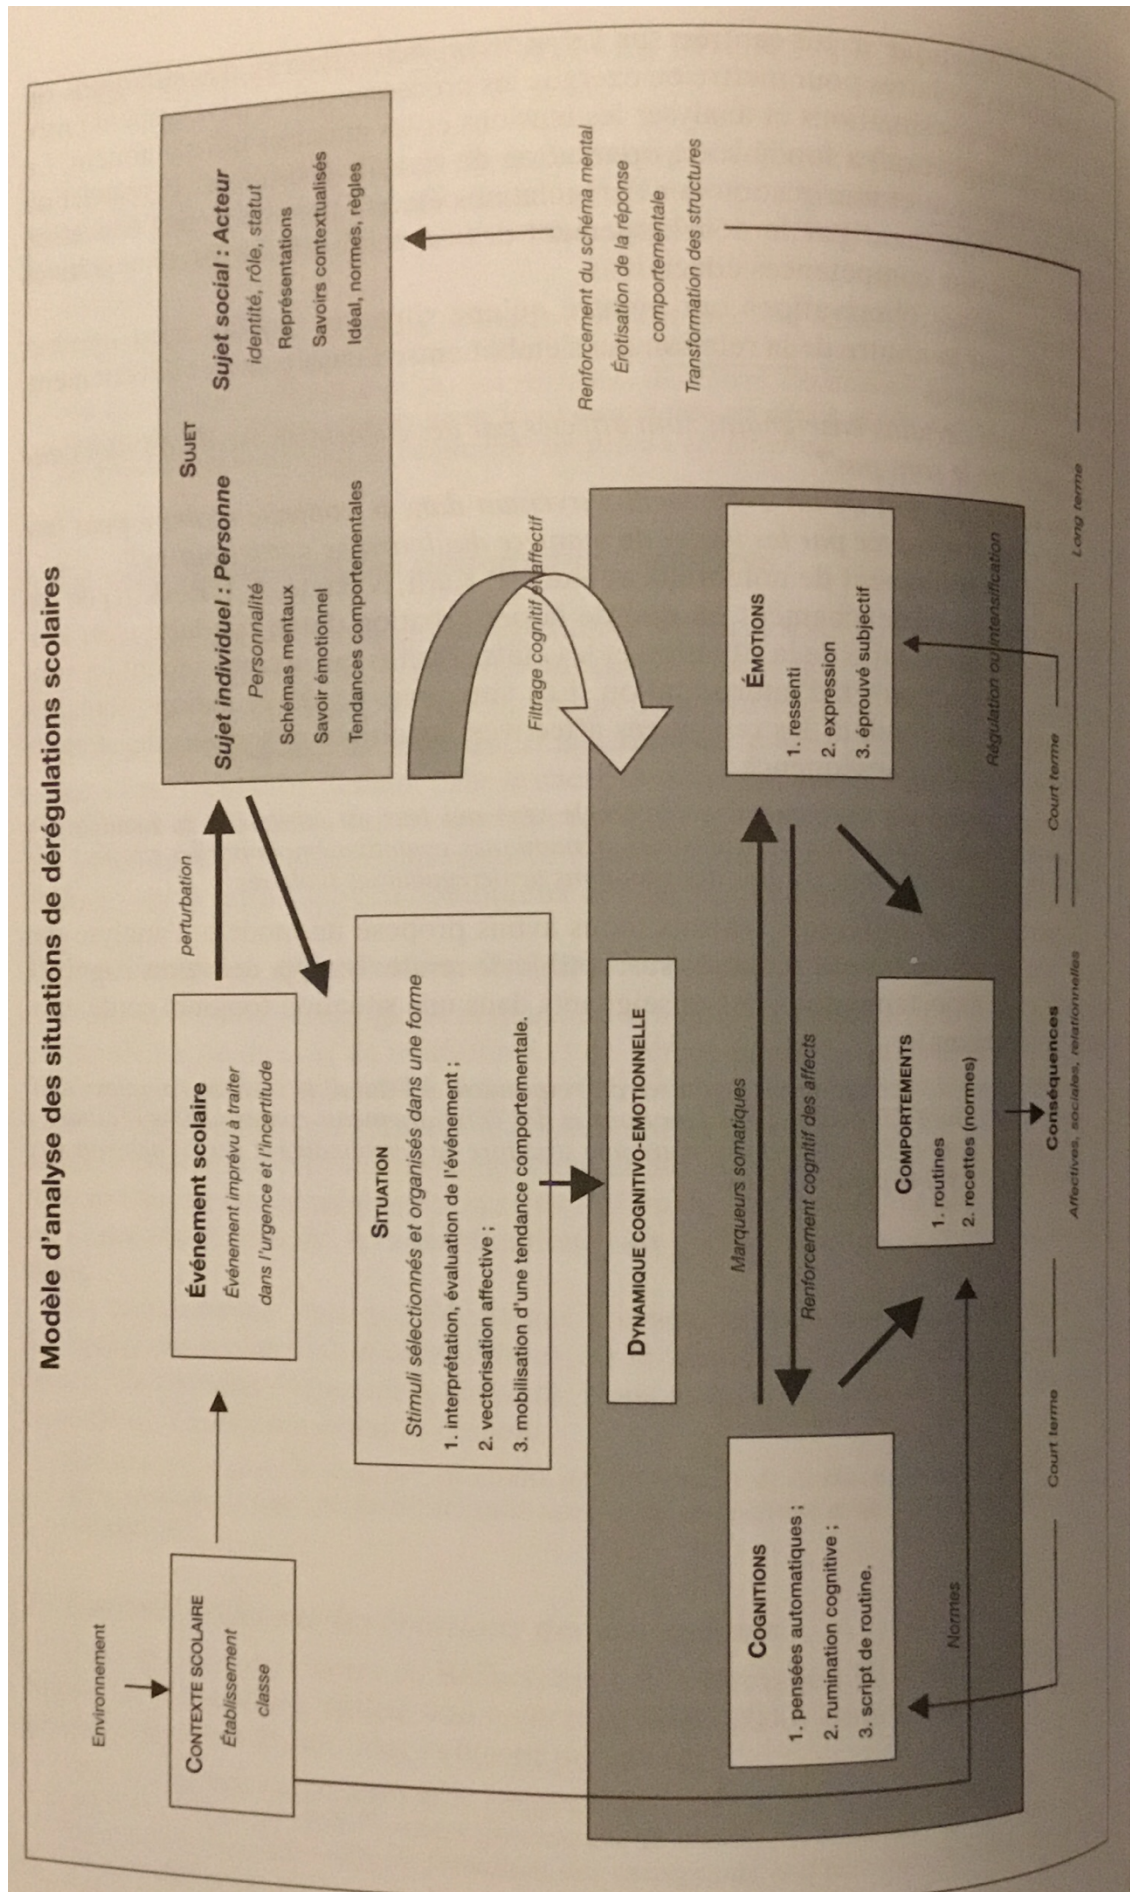 Modèle d'analyse des situations de dérégulations scolaires
Environnement
CONTEXTE SCOLAIRE
Établissement
classe
Événement scolaire
Événement imprévu à traiter
dans l'urgence et l'incertitude
perturbation
SUJET
Sujet individuel : Personne
Personnalité
Schémas mentaux
Savoir émotionnel
Tendances comportementales
Sujet social : Acteur
identité, rôle, statut
Représentations
Savoirs contextualisés
Idéal, normes, règles
SITUATION
Stimuli sélectionnés et organisés dans une forme
1. interprétation, évaluation de l'événement ;
2. vectorisation affective ;
3. mobilisation d'une tendance comportementale.
Filtrage cognitif et affectif
Renforcement du schéma mental
Érotisation de la réponse
comportementale
Transformation des structures
DYNAMIQUE COGNITIVO-EMOTIONNELLE
COGNITIONS
1. pensées automatiques ;
2. rumination cognitive ;
3. script de routine.
Marqueurs somatiques
Renforcement cognitif des affects
ÉMOTIONS
1. ressenti
2. expression
3. éprouvé subjectif
COMPORTEMENTS
1. routines
2. recettes (normes)
Normes
Régulation ou intensification
Court terme
Conséquences
Affectives, sociales, relationnelles
Court terme
Long terme